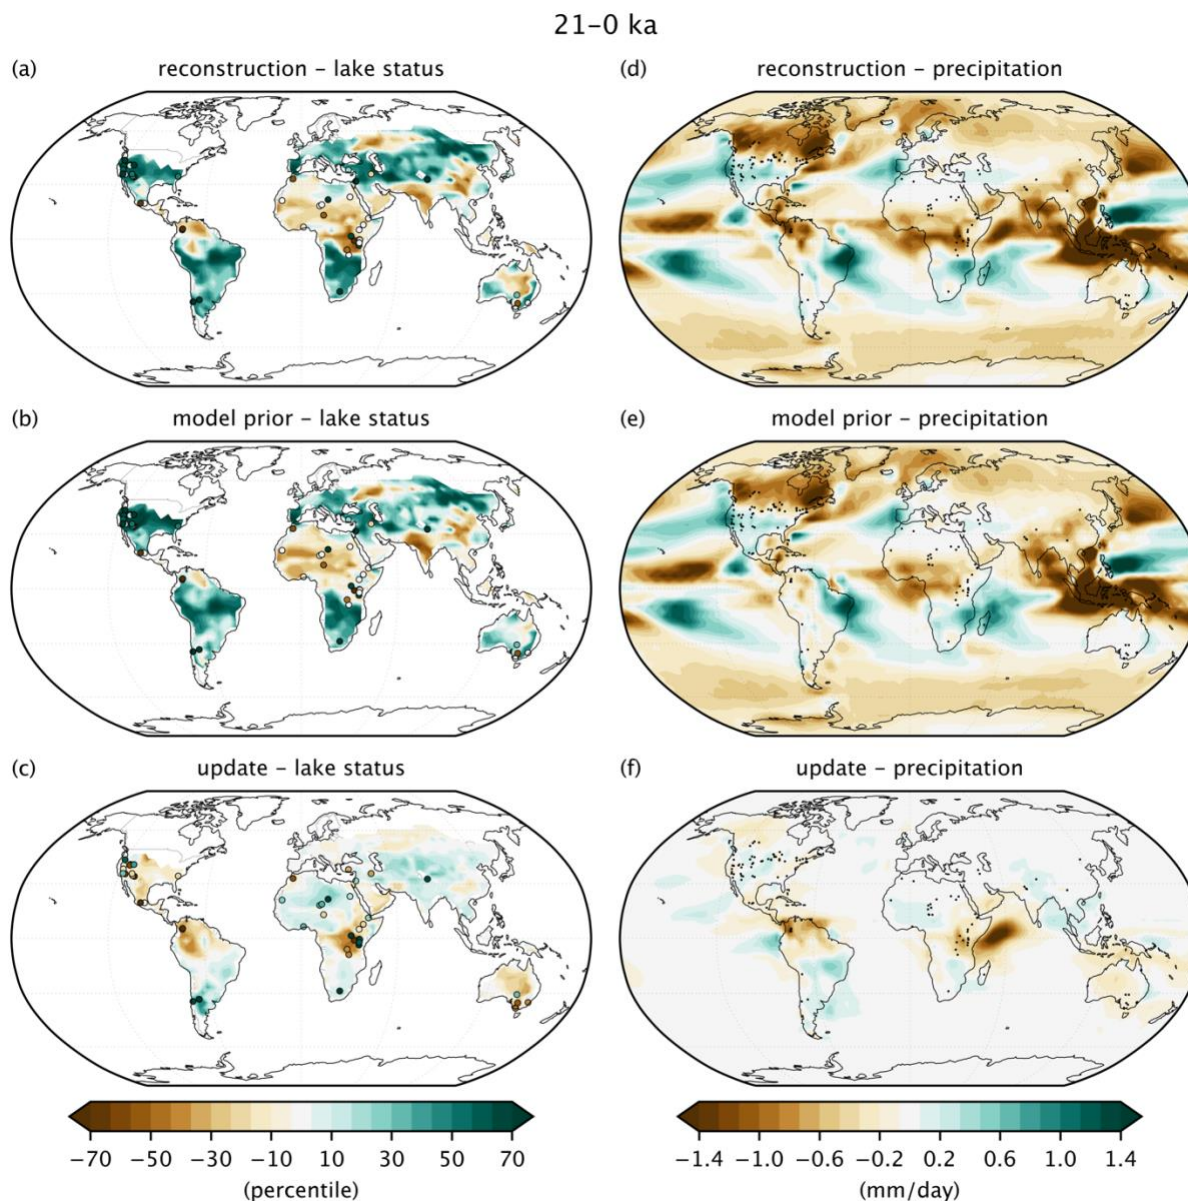 21–0 ka
(a) reconstruction – lake status
(d) reconstruction – precipitation
(b) model prior – lake status
(e) model prior – precipitation
(c) update – lake status
(f) update – precipitation
−70 −50 −30 −10 10 30 50 70
(percentile)
−1.4 −1.0 −0.6 −0.2 0.2 0.6 1.0 1.4
(mm/day)